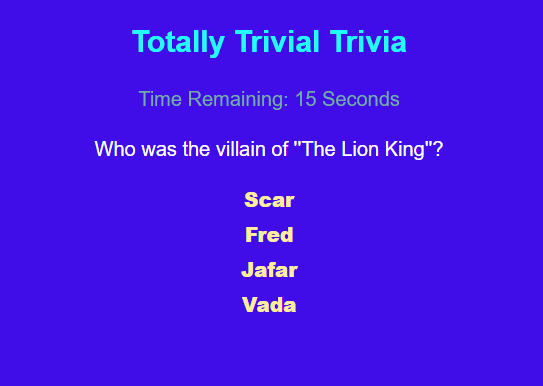 Totally Trivial Trivia
Time Remaining: 15 Seconds
Who was the villain of "The Lion King"?
Scar
Fred
Jafar
Vada